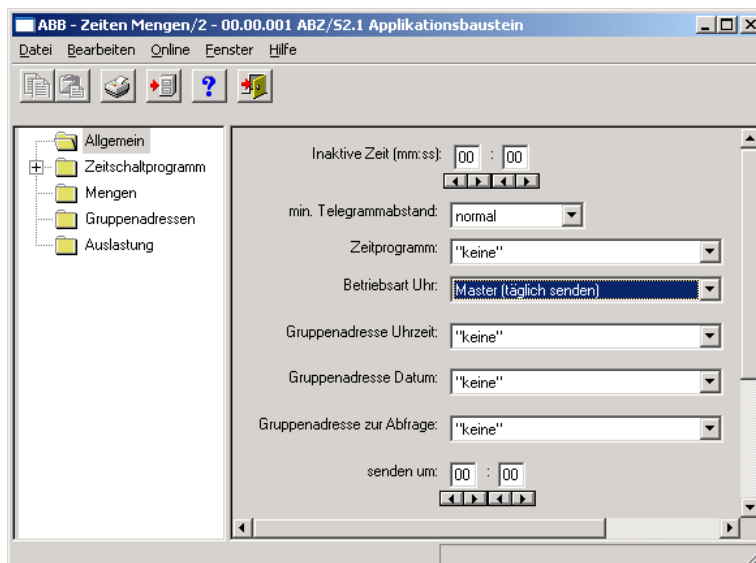 ABB - Zeiten Mengen/2 - 00.00.001 ABZ/S2.1 Applikationsbaustein
Datei Bearbeiten Online Fenster Hilfe
Allgemein
Zeitschaltprogramm
Mengen
Gruppenadressen
Auslastung
Inaktive Zeit (mm:ss): 00 : 00
min. Telegrammabstand: normal
Zeitprogramm: "keine"
Betriebsart Uhr: Master (täglich senden)
Gruppenadresse Uhrzeit: "keine"
Gruppenadresse Datum: "keine"
Gruppenadresse zur Abfrage: "keine"
senden um: 00 : 00